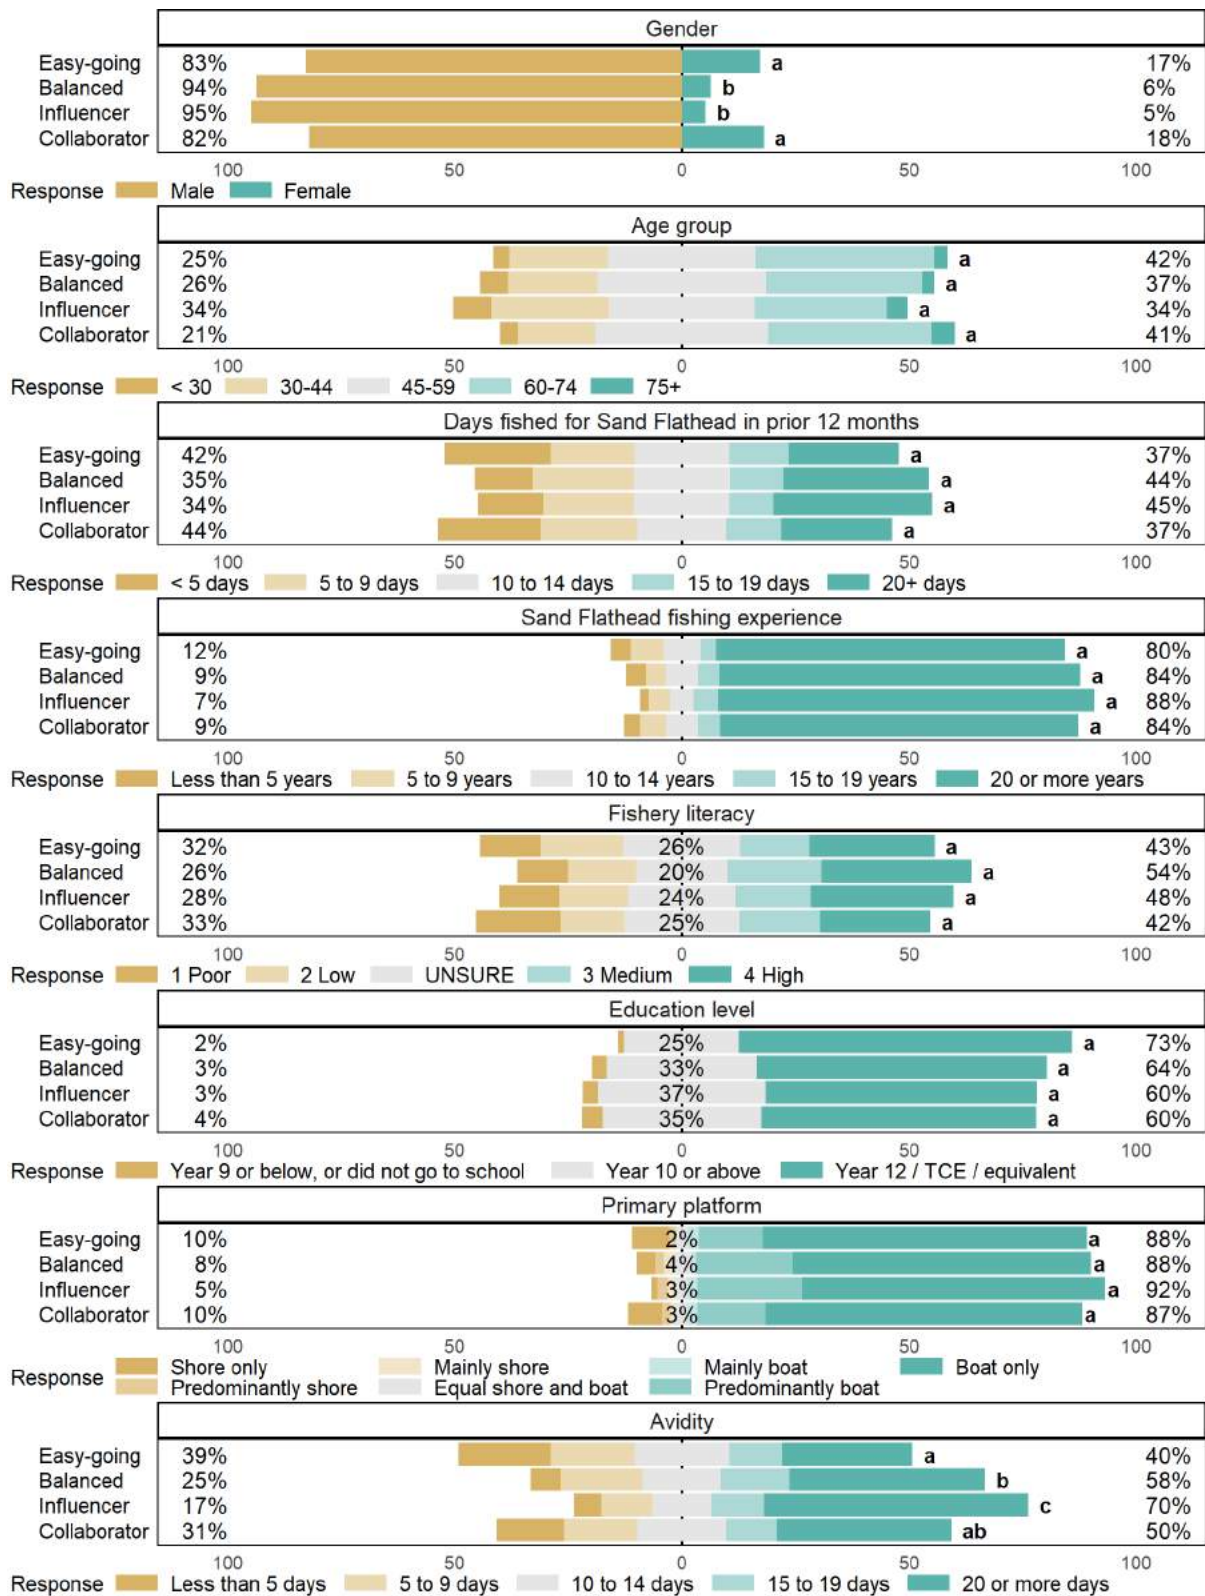 Gender
Easy-going 83% a 17%
Balanced 94% b 6%
Influencer 95% b 5%
Collaborator 82% a 18%
100 50 0 50 100
Response Male Female
Age group
Easy-going 25% a 42%
Balanced 26% a 37%
Influencer 34% a 34%
Collaborator 21% a 41%
100 50 0 50 100
Response < 30 30-44 45-59 60-74 75+
Days fished for Sand Flathead in prior 12 months
Easy-going 42% a 37%
Balanced 35% a 44%
Influencer 34% a 45%
Collaborator 44% a 37%
100 50 0 50 100
Response < 5 days 5 to 9 days 10 to 14 days 15 to 19 days 20+ days
Sand Flathead fishing experience
Easy-going 12% a 80%
Balanced 9% a 84%
Influencer 7% a 88%
Collaborator 9% a 84%
100 50 0 50 100
Response Less than 5 years 5 to 9 years 10 to 14 years 15 to 19 years 20 or more years
Fishery literacy
Easy-going 32% 26% a 43%
Balanced 26% 20% a 54%
Influencer 28% 24% a 48%
Collaborator 33% 25% a 42%
100 50 0 50 100
Response 1 Poor 2 Low UNSURE 3 Medium 4 High
Education level
Easy-going 2% 25% a 73%
Balanced 3% 33% a 64%
Influencer 3% 37% a 60%
Collaborator 4% 35% a 60%
100 50 0 50 100
Response Year 9 or below, or did not go to school Year 10 or above Year 12 / TCE / equivalent
Primary platform
Easy-going 10% 2% a 88%
Balanced 8% 4% a 88%
Influencer 5% 3% a 92%
Collaborator 10% 3% a 87%
100 50 0 50 100
Response Shore only Mainly shore Mainly boat Boat only
Predominantly shore Equal shore and boat Predominantly boat
Avidity
Easy-going 39% a 40%
Balanced 25% b 58%
Influencer 17% c 70%
Collaborator 31% ab 50%
100 50 0 50 100
Response Less than 5 days 5 to 9 days 10 to 14 days 15 to 19 days 20 or more days